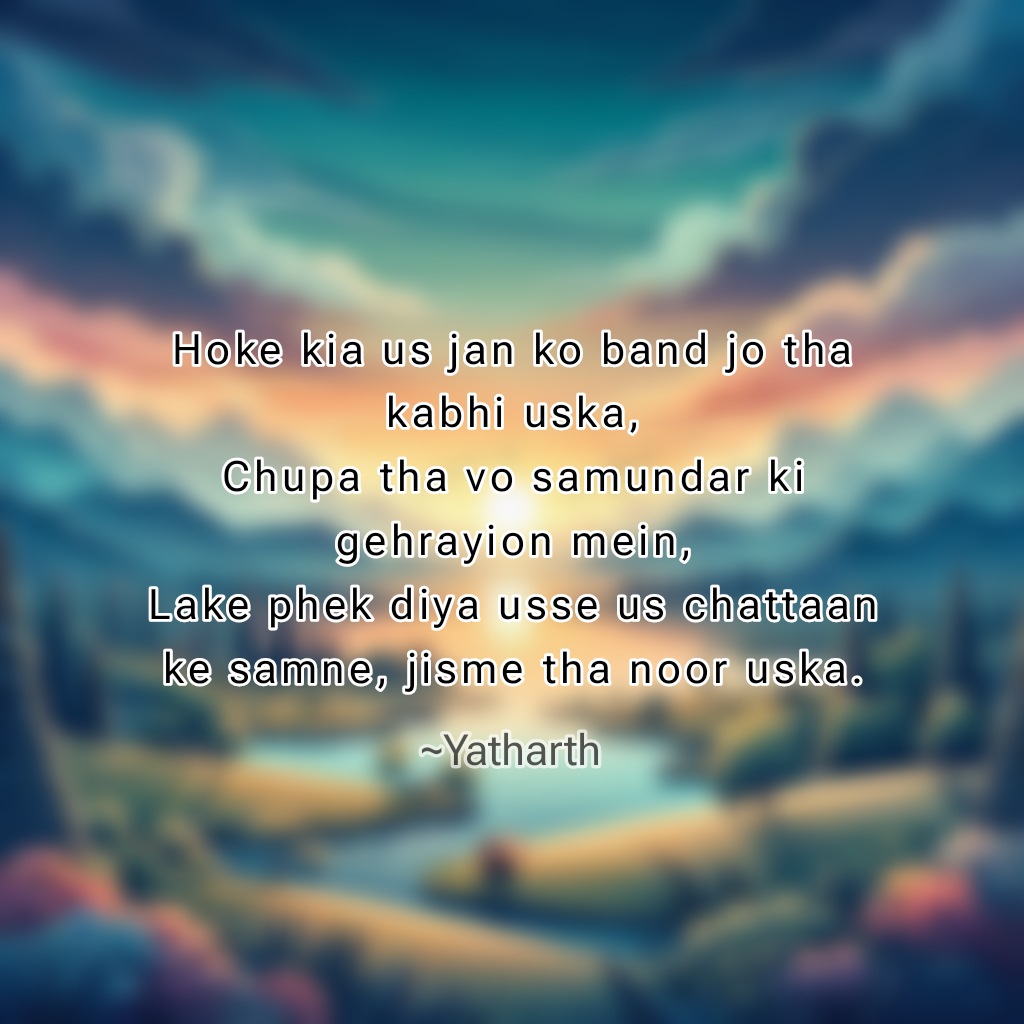 Hoke kia us jan ko band jo tha
kabhi uska,
Chupa tha vo samundar ki
gehrayion mein,
Lake phek diya usse us chattaan
ke samne, jisme tha noor uska.
~Yatharth